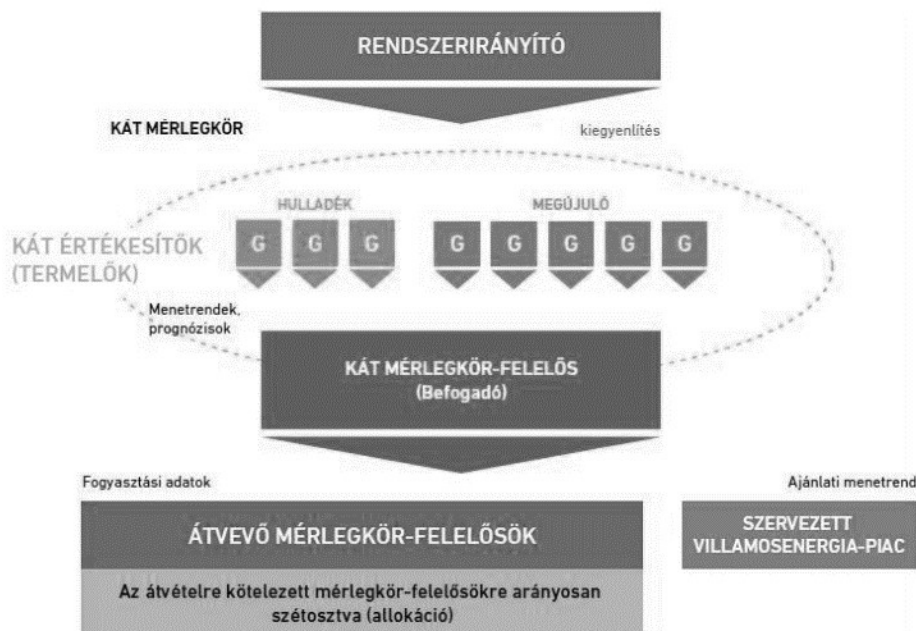 RENDSZERIRÁNYÍTÓ
KÁT MÉRLEGKÖR
kiegyenlítés
HULLADÉK
MEGÚJULÓ
G G G G G G G G
KÁT ÉRTÉKESÍTŐK
(TERMELŐK)
Menetrendek,
prognózisok
KÁT MÉRLEGKÖR-FELELŐS
(Befogadó)
Fogyasztási adatok
Ajánlati menetrend
ÁTVEVŐ MÉRLEGKÖR-FELELŐSÖK
SZERVEZETT
VILLAMOSENERGIA-PIAC
Az átvételre kötelezett mérlegkör-felelősökre arányosan
szétosztva (allokáció)